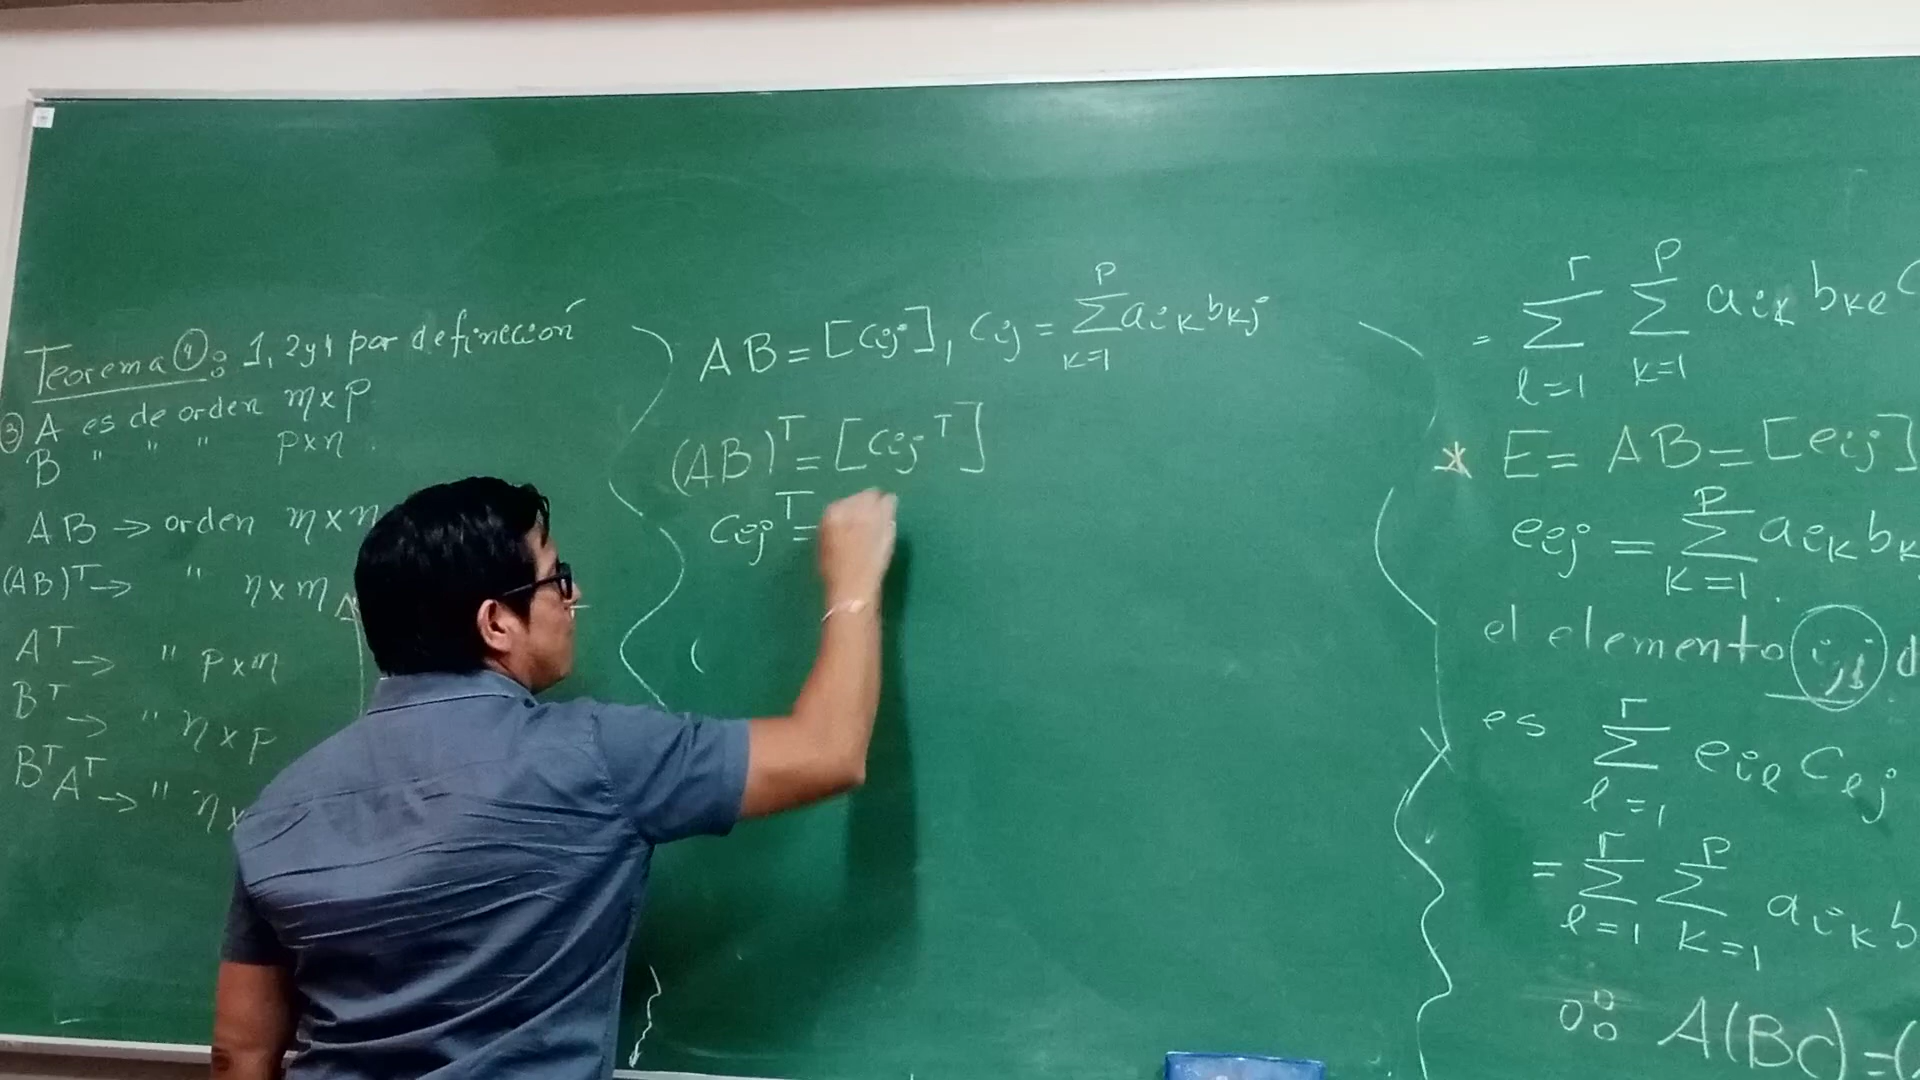 Teorema ④: 1, 2 y 4 por definición
③ A es de orden m×p
B " " " p×n.
AB → orden m×n
(AB)ᵀ → " n×m
Aᵀ → " p×m
Bᵀ → " n×p
BᵀAᵀ → " n×
AB = [cij], cij = Σ_{k=1}^{p} aik bkj
(AB)ᵀ = [cijᵀ]
cijᵀ =
(
= Σ_{l=1}^{r} Σ_{k=1}^{p} aik bkl c
* E = AB = [eij]
eij = Σ_{k=1}^{p} aik bk
el elemento i,j d
es Σ_{l=1}^{r} eil clj
= Σ_{l=1}^{r} Σ_{k=1}^{p} aik b
∴ A(BC) = (